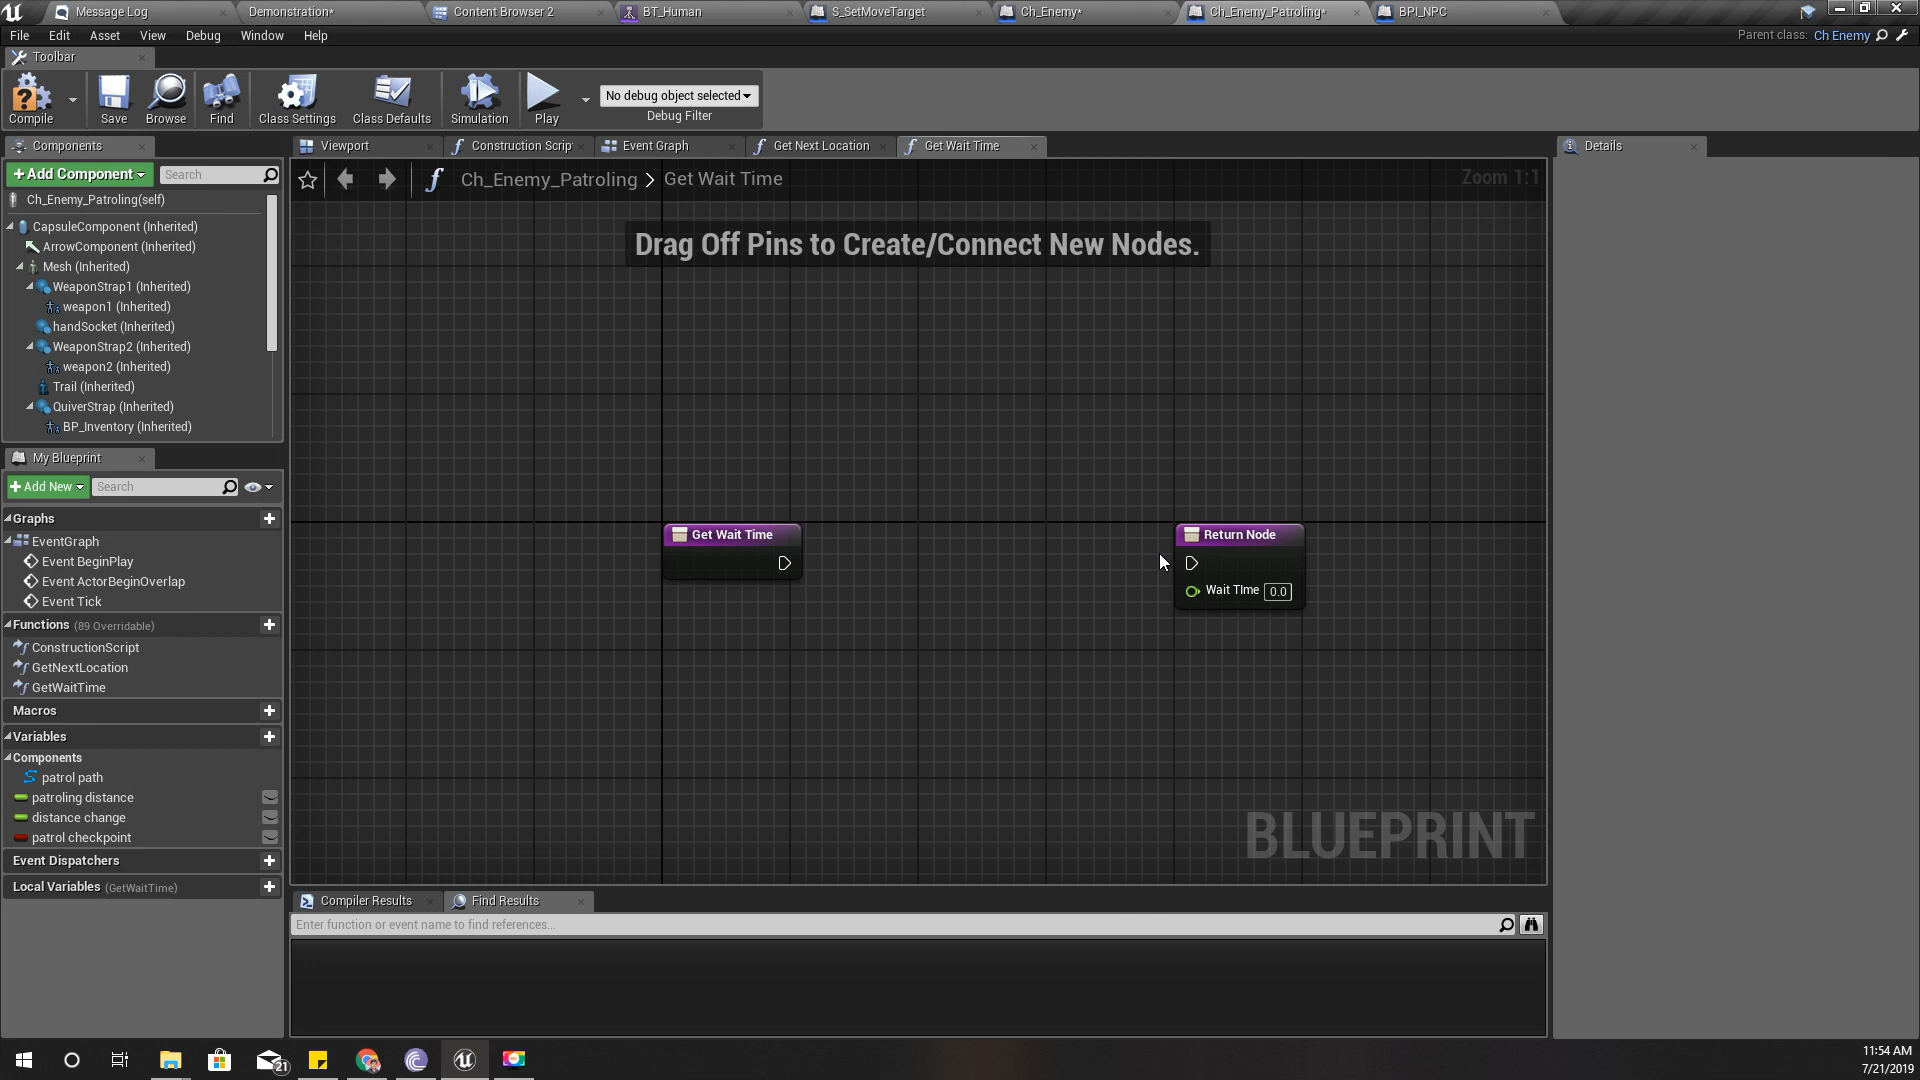 Message Log
Demonstration*
Content Browser 2
BT_Human
S_SetMoveTarget
Ch_Enemy*
Ch_Enemy_Patroling*
BPI_NPC
File
Edit
Asset
View
Debug
Window
Help
Parent class: Ch Enemy
Toolbar
Compile
Save
Browse
Find
Class Settings
Class Defaults
Simulation
Play
No debug object selected
Debug Filter
Components
Viewport
Construction Scrip
Event Graph
Get Next Location
Get Wait Time
Details
+Add Component
Search
Ch_Enemy_Patroling > Get Wait Time
Zoom 1:1
Ch_Enemy_Patroling(self)
CapsuleComponent (Inherited)
ArrowComponent (Inherited)
Mesh (Inherited)
WeaponStrap1 (Inherited)
weapon1 (Inherited)
handSocket (Inherited)
WeaponStrap2 (Inherited)
weapon2 (Inherited)
Trail (Inherited)
QuiverStrap (Inherited)
BP_Inventory (Inherited)
Drag Off Pins to Create/Connect New Nodes.
My Blueprint
+Add New
Search
Graphs
EventGraph
Event BeginPlay
Event ActorBeginOverlap
Event Tick
Functions (89 Overridable)
ConstructionScript
GetNextLocation
GetWaitTime
Macros
Variables
Components
patrol path
patroling distance
distance change
patrol checkpoint
Event Dispatchers
Local Variables (GetWaitTime)
Get Wait Time
Return Node
Wait TIme 0.0
BLUEPRINT
Compiler Results
Find Results
Enter function or event name to find references...
21
11:54 AM
7/21/2019